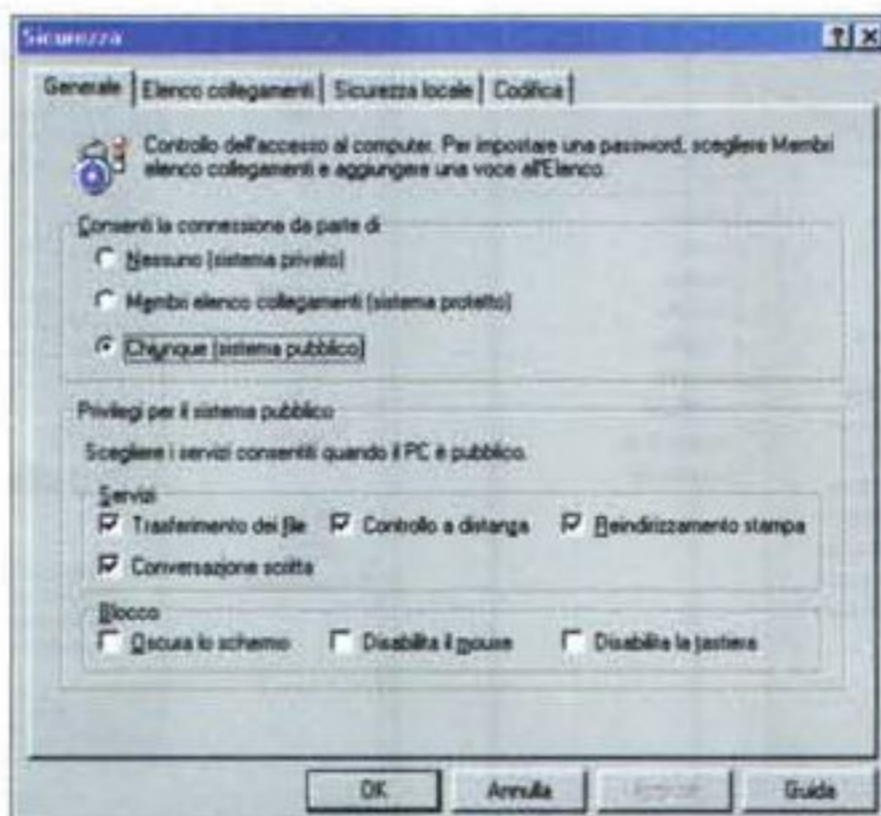 Sicurezza
Generale Elenco collegamenti Sicurezza locale Codifica
Controllo dell'accesso al computer. Per impostare una password, scegliere Membri
elenco collegamenti e aggiungere una voce all'Elenco.
Consenti la connessione da parte di
Nessuno (sistema privato)
Membri elenco collegamenti (sistema protetto)
Chiunque (sistema pubblico)
Privilegi per il sistema pubblico
Scegliere i servizi consentiti quando il PC è pubblico.
Servizi
Trasferimento dei file Controllo a distanza Reindirizzamento stampa
Conversazione scritta
Blocco
Oscura lo schermo Disabilita il mouse Disabilita la tastiera
OK Annulla Guida